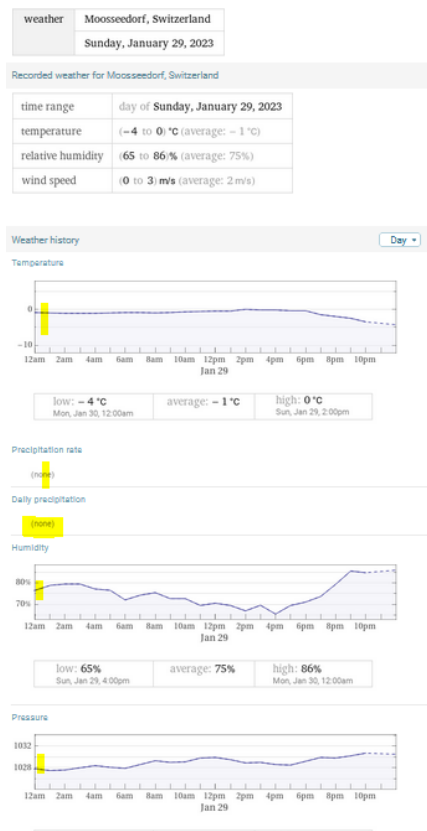 weather
Moosseedorf, Switzerland
Sunday, January 29, 2023
Recorded weather for Moosseedorf, Switzerland
time range day of Sunday, January 29, 2023
temperature (−4 to 0) °C (average: −1 °C)
relative humidity (65 to 86)% (average: 75%)
wind speed (0 to 3) m/s (average: 2 m/s)
Weather history Day
Temperature
0
−10
12am 2am 4am 6am 8am 10am 12pm 2pm 4pm 6pm 8pm 10pm
Jan 29
low: −4 °C average: −1 °C high: 0 °C
Mon, Jan 30, 12:00am Sun, Jan 29, 2:00pm
Precipitation rate
(none)
Daily precipitation
(none)
Humidity
80%
70%
12am 2am 4am 6am 8am 10am 12pm 2pm 4pm 6pm 8pm 10pm
Jan 29
low: 65% average: 75% high: 86%
Sun, Jan 29, 4:00pm Mon, Jan 30, 12:00am
Pressure
1032
1028
12am 2am 4am 6am 8am 10am 12pm 2pm 4pm 6pm 8pm 10pm
Jan 29